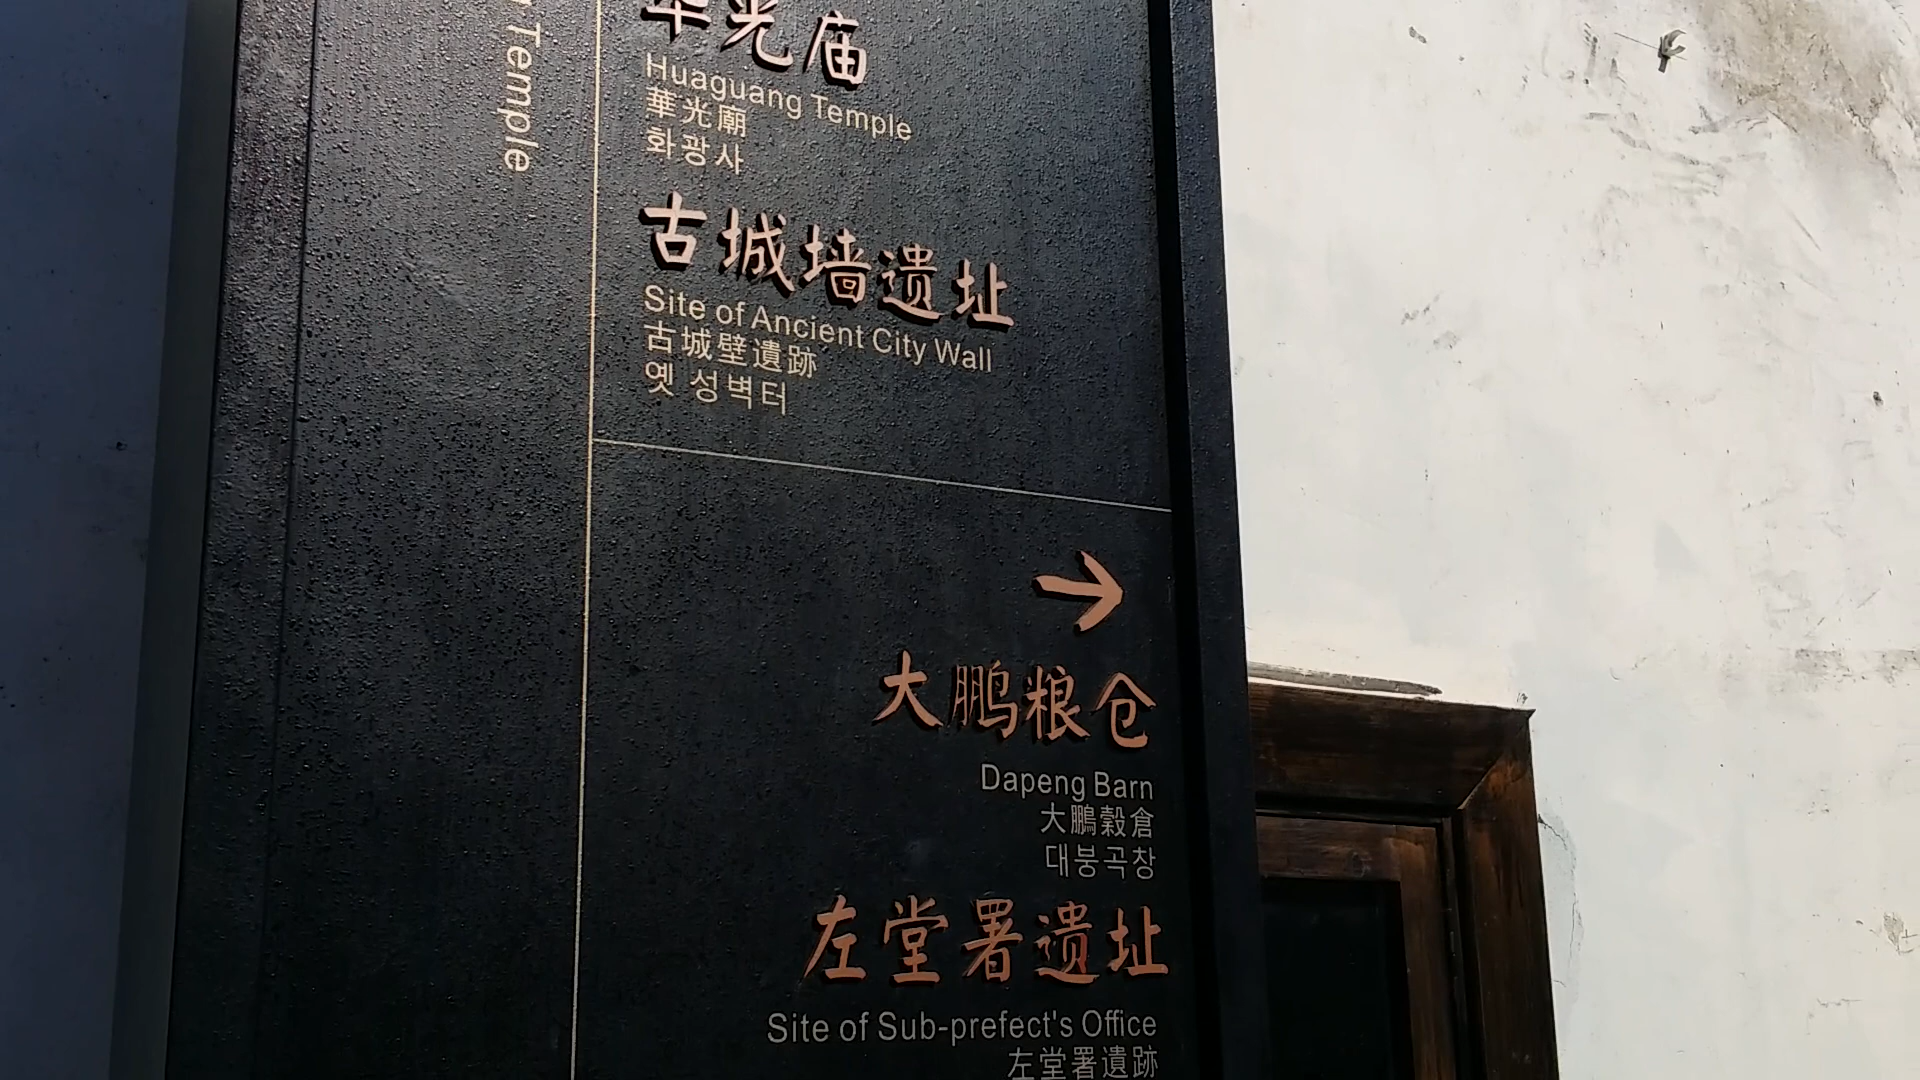 Temple
华光庙
Huaguang Temple
華光廟
화광사
古城墙遗址
Site of Ancient City Wall
古城壁遺跡
옛 성벽터
大鹏粮仓
Dapeng Barn
大鵬穀倉
대붕곡창
左堂署遗址
Site of Sub-prefect's Office
左堂署遺跡